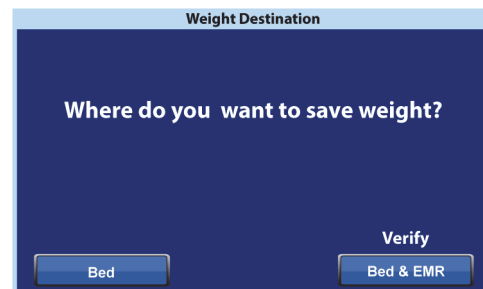 Weight Destination
Where do you want to save weight?
Verify
Bed
Bed & EMR